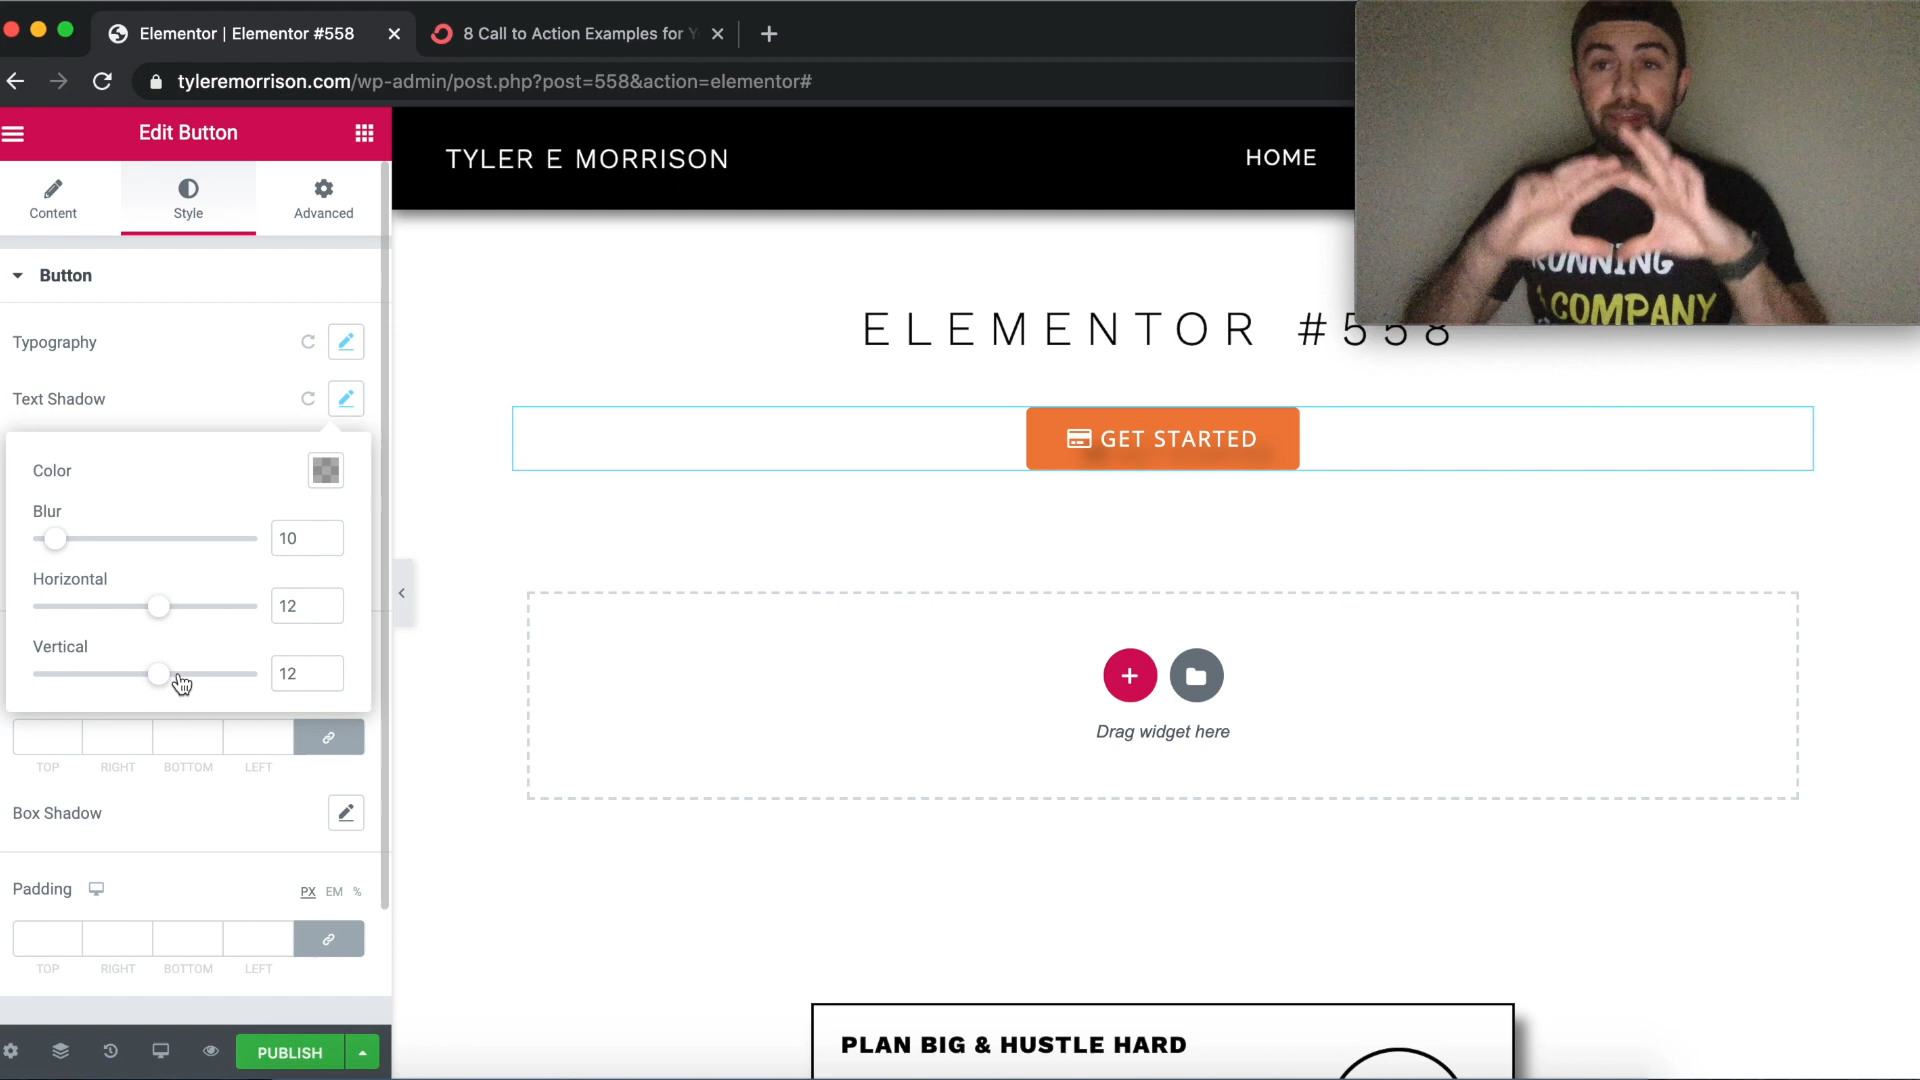 Elementor | Elementor #558
8 Call to Action Examples for Y
tyleremorrison.com/wp-admin/post.php?post=558&action=elementor#
Edit Button
Content
Style
Advanced
Button
Typography
Text Shadow
Color
Blur
10
Horizontal
12
Vertical
12
TOP RIGHT BOTTOM LEFT
Box Shadow
Padding
PX EM %
TOP RIGHT BOTTOM LEFT
PUBLISH
TYLER E MORRISON
HOME
ELEMENTOR #558
GET STARTED
Drag widget here
PLAN BIG & HUSTLE HARD
RUNNING
A COMPANY